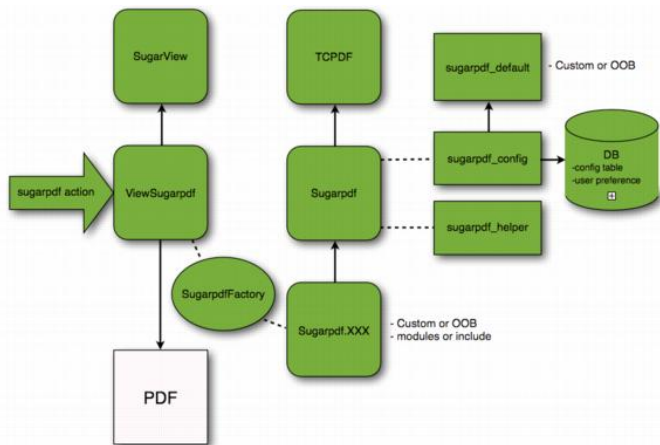 SugarView
TCPDF
sugarpdf_default
- Custom or OOB
sugarpdf action
ViewSugarpdf
Sugarpdf
sugarpdf_config
DB
-config table
-user preference
sugarpdf_helper
SugarpdfFactory
Sugarpdf.XXX
- Custom or OOB
- modules or include
PDF